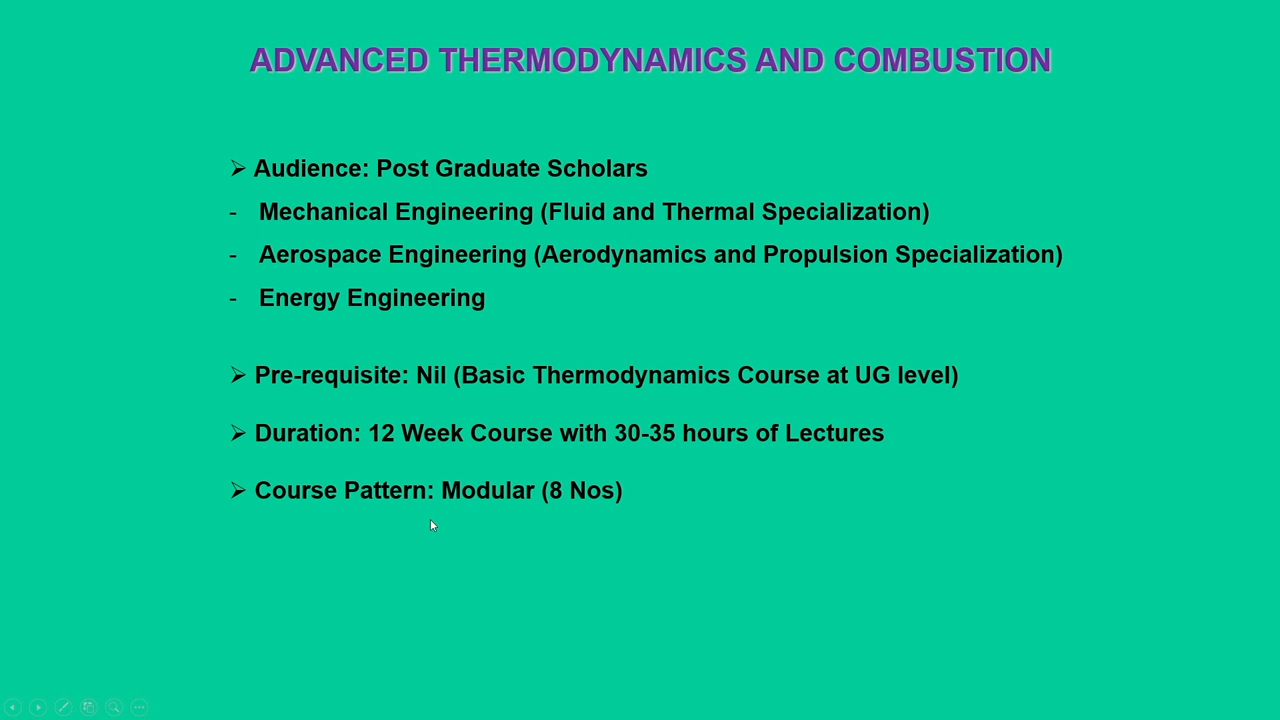 ADVANCED THERMODYNAMICS AND COMBUSTION
➢ Audience: Post Graduate Scholars
- Mechanical Engineering (Fluid and Thermal Specialization)
- Aerospace Engineering (Aerodynamics and Propulsion Specialization)
- Energy Engineering
➢ Pre-requisite: Nil (Basic Thermodynamics Course at UG level)
➢ Duration: 12 Week Course with 30-35 hours of Lectures
➢ Course Pattern: Modular (8 Nos)